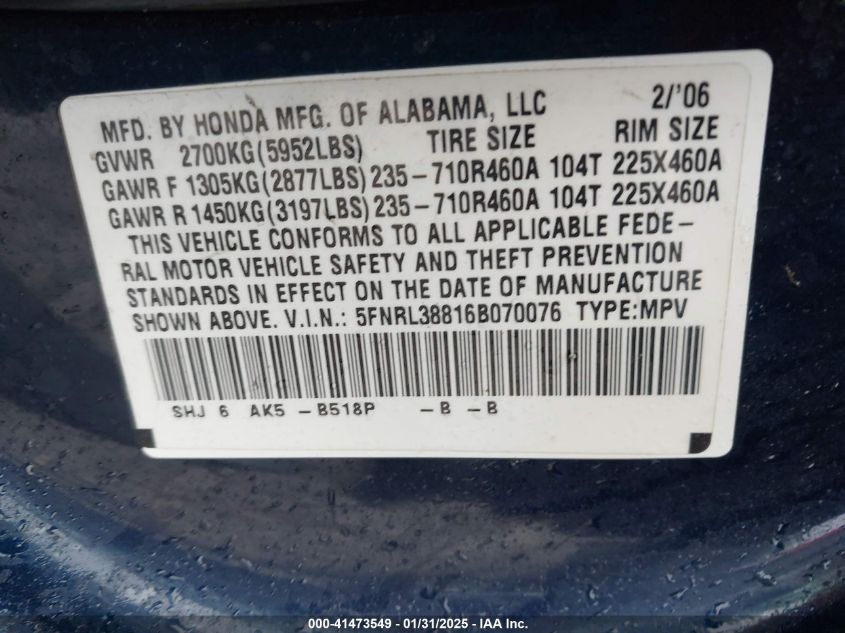 MFD. BY HONDA MFG. OF ALABAMA, LLC 2/'06
GVWR 2700KG(5952LBS) TIRE SIZE RIM SIZE
GAWR F 1305KG(2877LBS) 235-710R460A 104T 225X460A
GAWR R 1450KG(3197LBS) 235-710R460A 104T 225X460A
THIS VEHICLE CONFORMS TO ALL APPLICABLE FEDE-
RAL MOTOR VEHICLE SAFETY AND THEFT PREVENTION
STANDARDS IN EFFECT ON THE DATE OF MANUFACTURE
SHOWN ABOVE. V.I.N.: 5FNRL38816B070076 TYPE:MPV
SHJ 6 AK5 -B518P -B -B
000-41473549 - 01/31/2025 - IAA Inc.